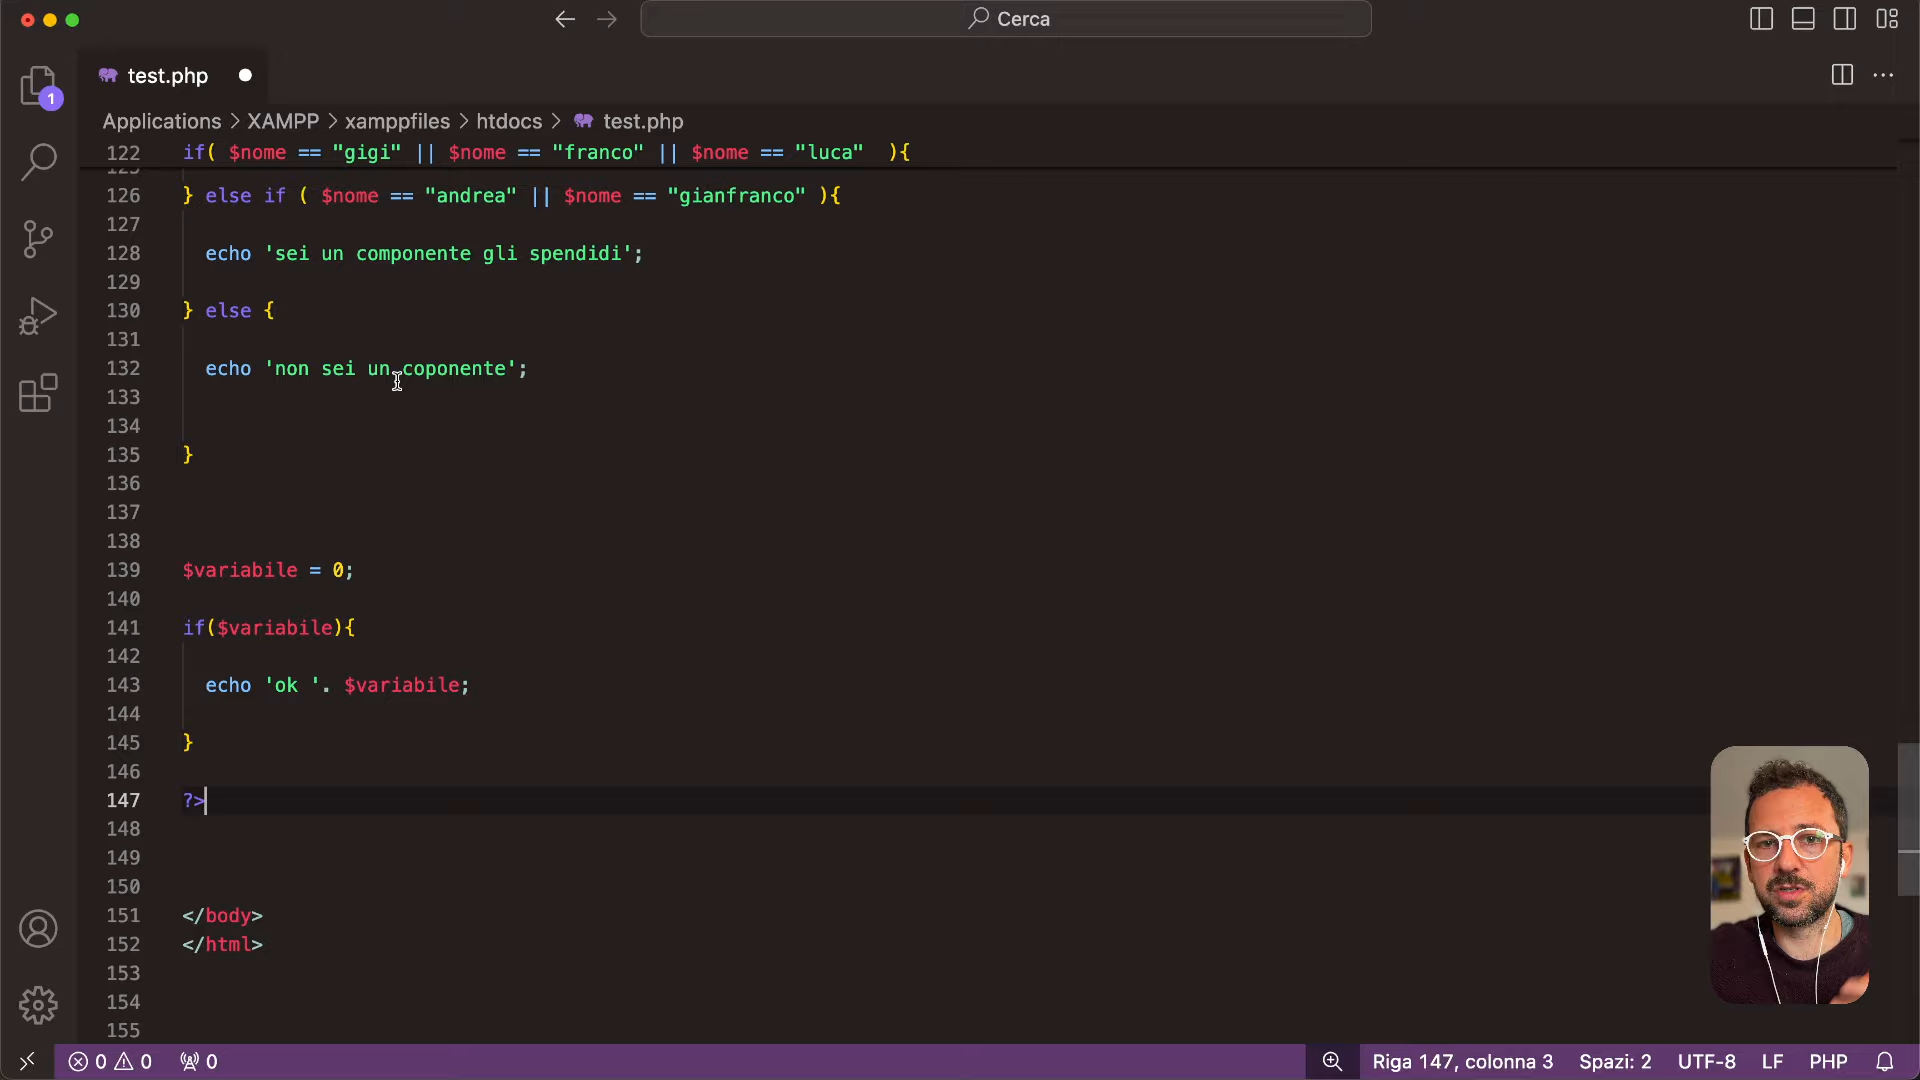 Cerca
test.php
1
Applications > XAMPP > xamppfiles > htdocs > test.php
122 if( $nome == "gigi" || $nome == "franco" || $nome == "luca"  ){
126 } else if ( $nome == "andrea" || $nome == "gianfranco" ){
127
128 echo 'sei un componente gli spendidi';
129
130 } else {
131
132 echo 'non sei un coponente';
133
134
135 }
136
137
138
139 $variabile = 0;
140
141 if($variabile){
142
143 echo 'ok '. $variabile;
144
145 }
146
147 ?>
148
149
150
151 </body>
152 </html>
153
154
155
0 0 0 Riga 147, colonna 3 Spazi: 2 UTF-8 LF PHP